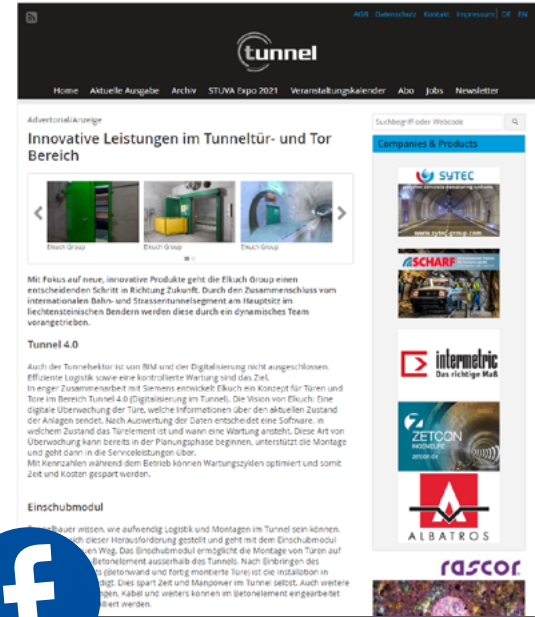 AGB Datenschutz Kontakt Impressum DE EN
tunnel
Home Aktuelle Ausgabe Archiv STUVA Expo 2021 Veranstaltungskalender Abo Jobs Newsletter
Advertorial/Anzeige
Innovative Leistungen im Tunneltür- und Tor
Bereich
Elkuch Group Elkuch Group Elkuch Group
Mit Fokus auf neue, innovative Produkte geht die Elkuch Group einen
entscheidenden Schritt in Richtung Zukunft. Durch den Zusammenschluss vom
internationalen Bahn- und Strassentunnelsegment am Hauptsitz im
liechtensteinischen Bendern werden diese durch ein dynamisches Team
vorangetrieben.
Tunnel 4.0
Auch der Tunnelsektor ist von BIM und der Digitalisierung nicht ausgeschlossen.
Effiziente Logistik sowie eine kontrollierte Wartung sind das Ziel.
In enger Zusammenarbeit mit Siemens entwickelt Elkuch ein Konzept für Türen und
Tore im Bereich Tunnel 4.0 (Digitalisierung im Tunnel). Die Vision von Elkuch: Eine
digitale Überwachung der Türe, welche Informationen über den aktuellen Zustand
der Anlagen sendet. Nach Auswertung der Daten entscheidet eine Software, in
welchem Zustand das Türelement ist und wann eine Wartung ansteht. Diese Art von
Überwachung kann bereits in der Planungsphase beginnen, unterstützt die Montage
und geht dann in die Serviceleistungen über.
Mit Kennzahlen während dem Betrieb können Wartungszyklen optimiert und somit
Zeit und Kosten gespart werden.
Einschubmodul
bauer wissen, wie aufwendig Logistik und Montagen im Tunnel sein können.
sich dieser Herausforderung gestellt und geht mit dem Einschubmodul
uen Weg. Das Einschubmodul ermöglicht die Montage von Türen auf
Betonelement ausserhalb des Tunnels. Nach Einbringen des
ts (Betonwand und fertig montierte Türe) ist die Installation in
digt. Dies spart Zeit und Manpower im Tunnel selbst. Auch weitere
ngen, Kabel und weiters können im Betonelement eingearbeitet
lliert werden.
Suchbegriff oder Webcode
Companies & Products
SYTEC
www.sytec-group.com
SCHARF
intermetric
Das richtige Maß
ZETCON
INGENIEURE
zetcon.de
ALBATROS
rascor
f